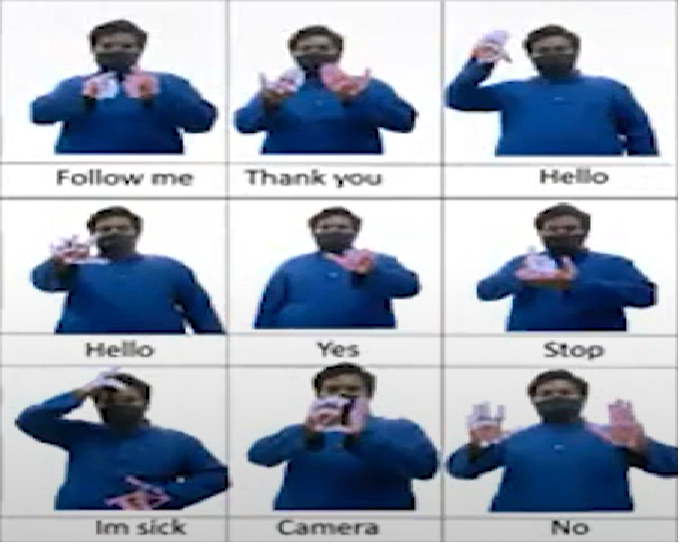 Follow me
Thank you
Hello
Hello
Yes
Stop
Im sick
Camera
No